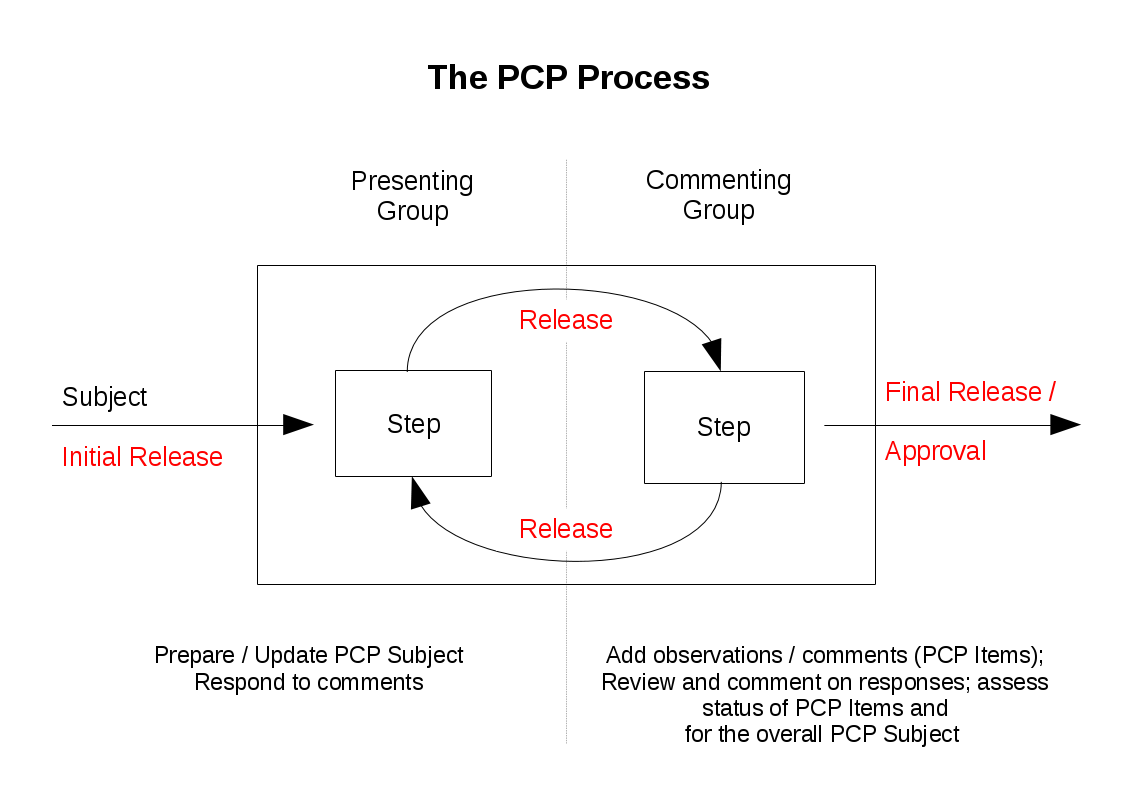 The PCP Process
Presenting
Group
Commenting
Group
Release
Subject
Initial Release
Step
Step
Final Release /
Approval
Release
Prepare / Update PCP Subject
Respond to comments
Add observations / comments (PCP Items);
Review and comment on responses; assess
status of PCP Items and
for the overall PCP Subject